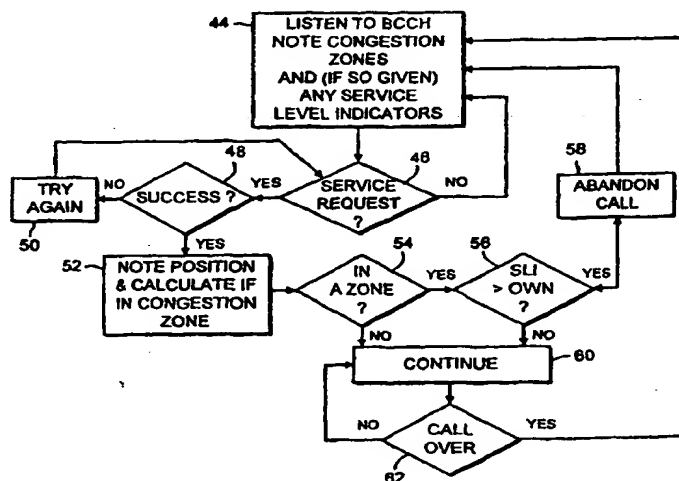 44
LISTEN TO BCCH
NOTE CONGESTION
ZONES
AND (IF SO GIVEN)
ANY SERVICE
LEVEL INDICATORS
48
46
58
TRY
AGAIN
50
NO
SUCCESS ?
YES
SERVICE
REQUEST
?
NO
ABANDON
CALL
YES
52
NOTE POSITION
& CALCULATE IF
IN CONGESTION
ZONE
54
IN
A ZONE
?
YES
56
SLI
> OWN
?
YES
NO
NO
CONTINUE
60
NO
CALL
OVER
YES
62